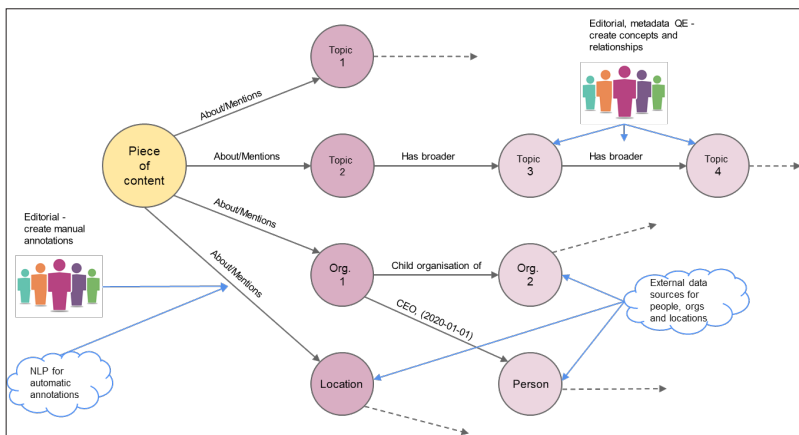 Editorial, metadata QE -
create concepts and
relationships
Topic
1
About/Mentions
Piece
of
content
About/Mentions
Topic
2
Has broader
Topic
3
Has broader
Topic
4
About/Mentions
Editorial -
create manual
annotations
About/Mentions
Org.
1
Child organisation of
Org.
2
External data
sources for
people, orgs
and locations
CEO, (2020-01-01)
NLP for
automatic
annotations
Location
Person